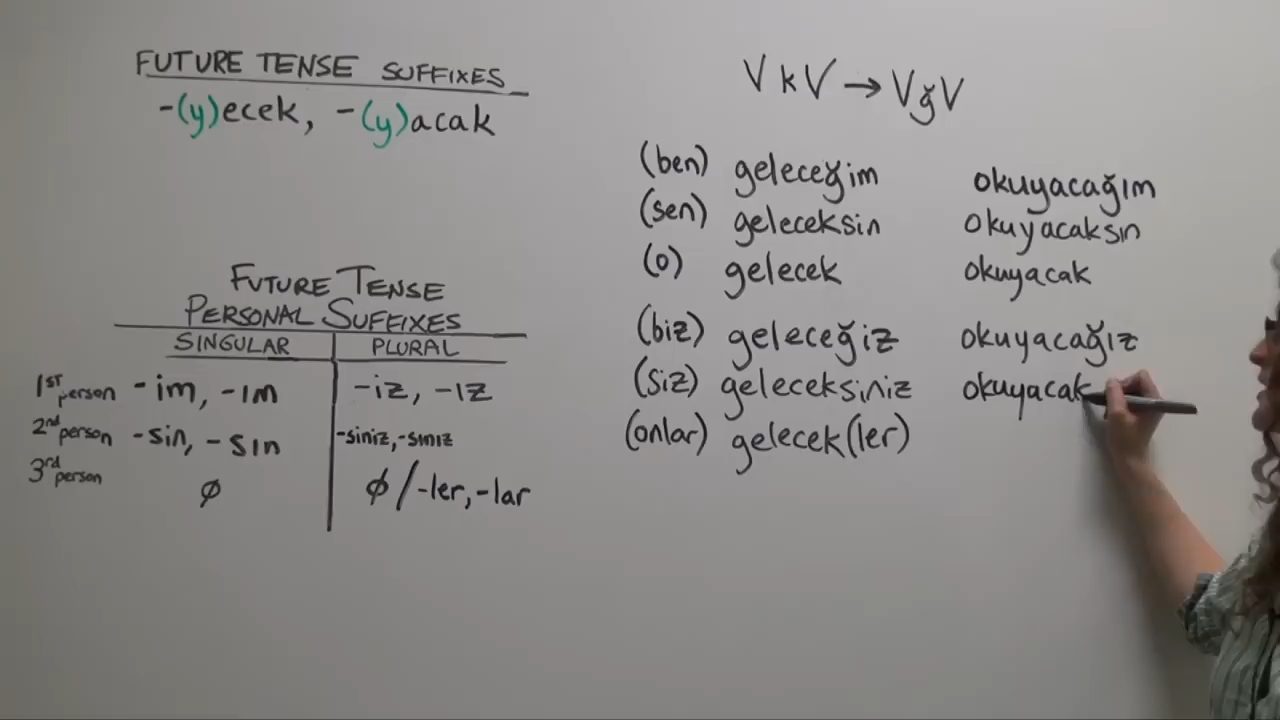 FUTURE TENSE SUFFIXES
-(y)ecek, -(y)acak
FUTURE TENSE
PERSONAL SUFFIXES
SINGULAR PLURAL
1ST person -im, -ım -iz, -ız
2nd person -sin, -sın -siniz, -sınız
3rd person ø ø / -ler, -lar
VkV → VğV
(ben) geleceğim okuyacağım
(sen) geleceksin okuyacaksın
(o) gelecek okuyacak
(biz) geleceğiz okuyacağız
(siz) geleceksiniz okuyacak
(onlar) gelecek(ler)